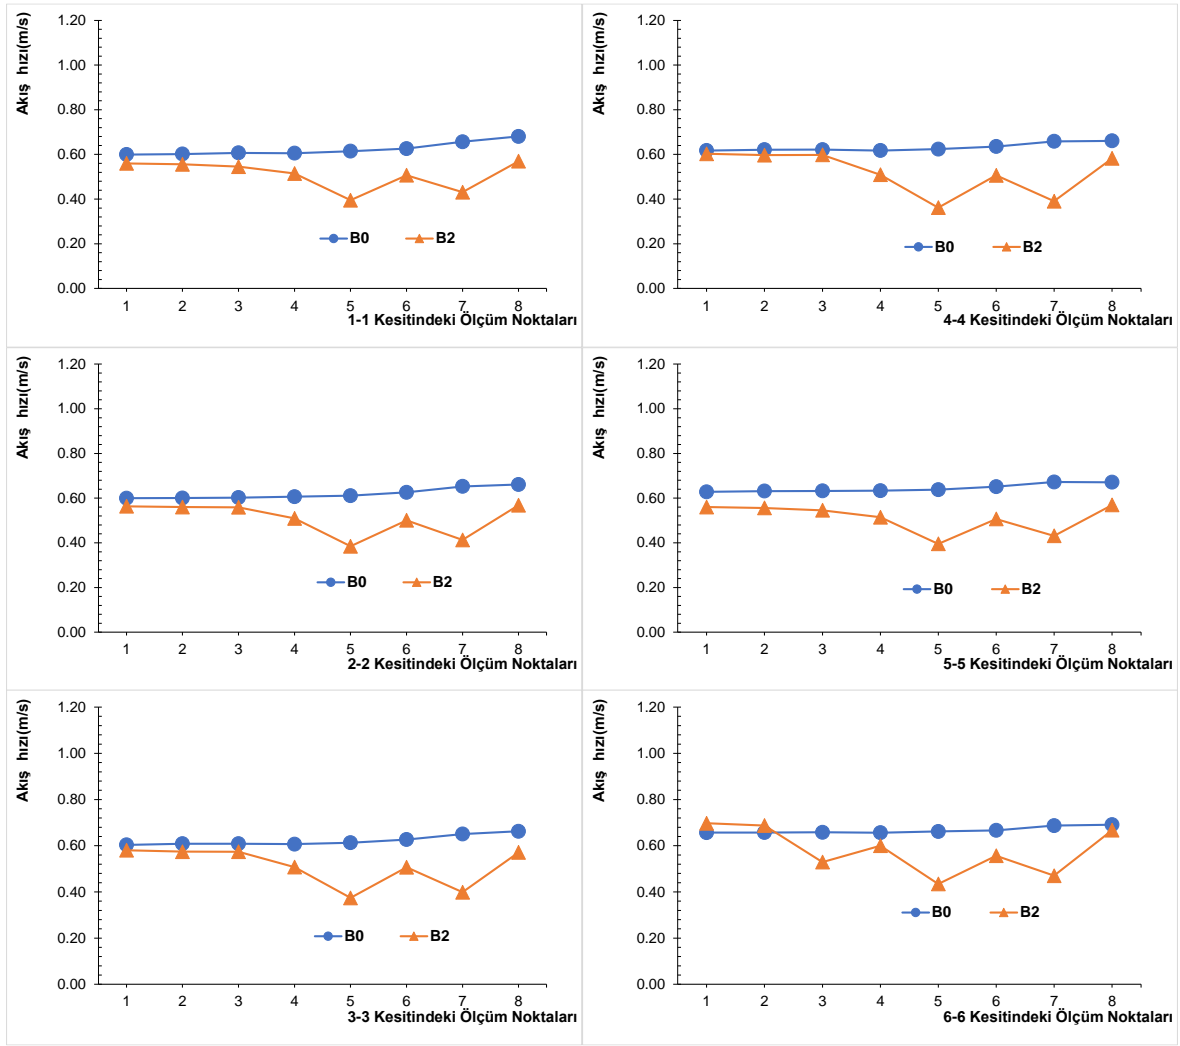 Akış hızı(m/s)
1.20
1.00
0.80
0.60
0.40
0.20
0.00
B0 B2
1 2 3 4 5 6 7 8
1-1 Kesitindeki Ölçüm Noktaları
Akış hızı(m/s)
1.20
1.00
0.80
0.60
0.40
0.20
0.00
B0 B2
1 2 3 4 5 6 7 8
4-4 Kesitindeki Ölçüm Noktaları
Akış hızı(m/s)
1.20
1.00
0.80
0.60
0.40
0.20
0.00
B0 B2
1 2 3 4 5 6 7 8
2-2 Kesitindeki Ölçüm Noktaları
Akış hızı(m/s)
1.20
1.00
0.80
0.60
0.40
0.20
0.00
B0 B2
1 2 3 4 5 6 7 8
5-5 Kesitindeki Ölçüm Noktaları
Akış hızı(m/s)
1.20
1.00
0.80
0.60
0.40
0.20
0.00
B0 B2
1 2 3 4 5 6 7 8
3-3 Kesitindeki Ölçüm Noktaları
Akış hızı(m/s)
1.20
1.00
0.80
0.60
0.40
0.20
0.00
B0 B2
1 2 3 4 5 6 7 8
6-6 Kesitindeki Ölçüm Noktaları